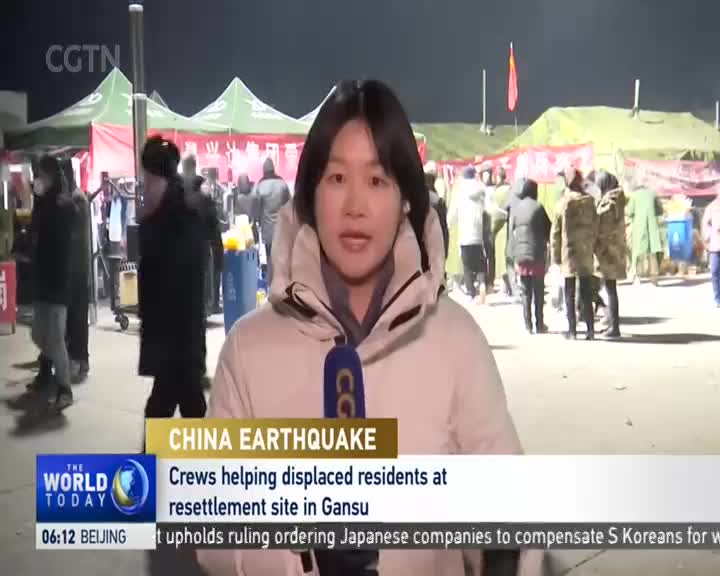 CGTN
CHINA EARTHQUAKE
THE
WORLD
TODAY
Crews helping displaced residents at
resettlement site in Gansu
06:12 BEIJING
upholds ruling ordering Japanese companies to compensate S Koreans for